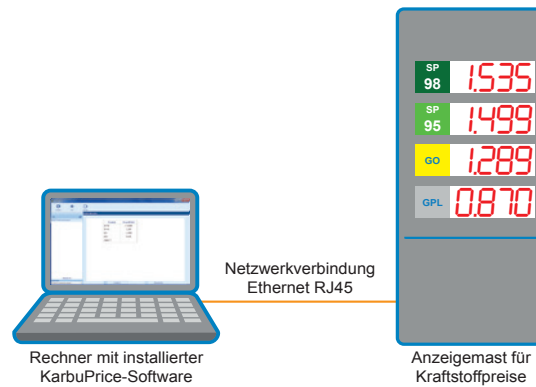 SP
98
1.535
SP
95
1.499
GO
1.289
GPL
0.870
Netzwerkverbindung
Ethernet RJ45
Rechner mit installierter
KarbuPrice-Software
Anzeigemast für
Kraftstoffpreise